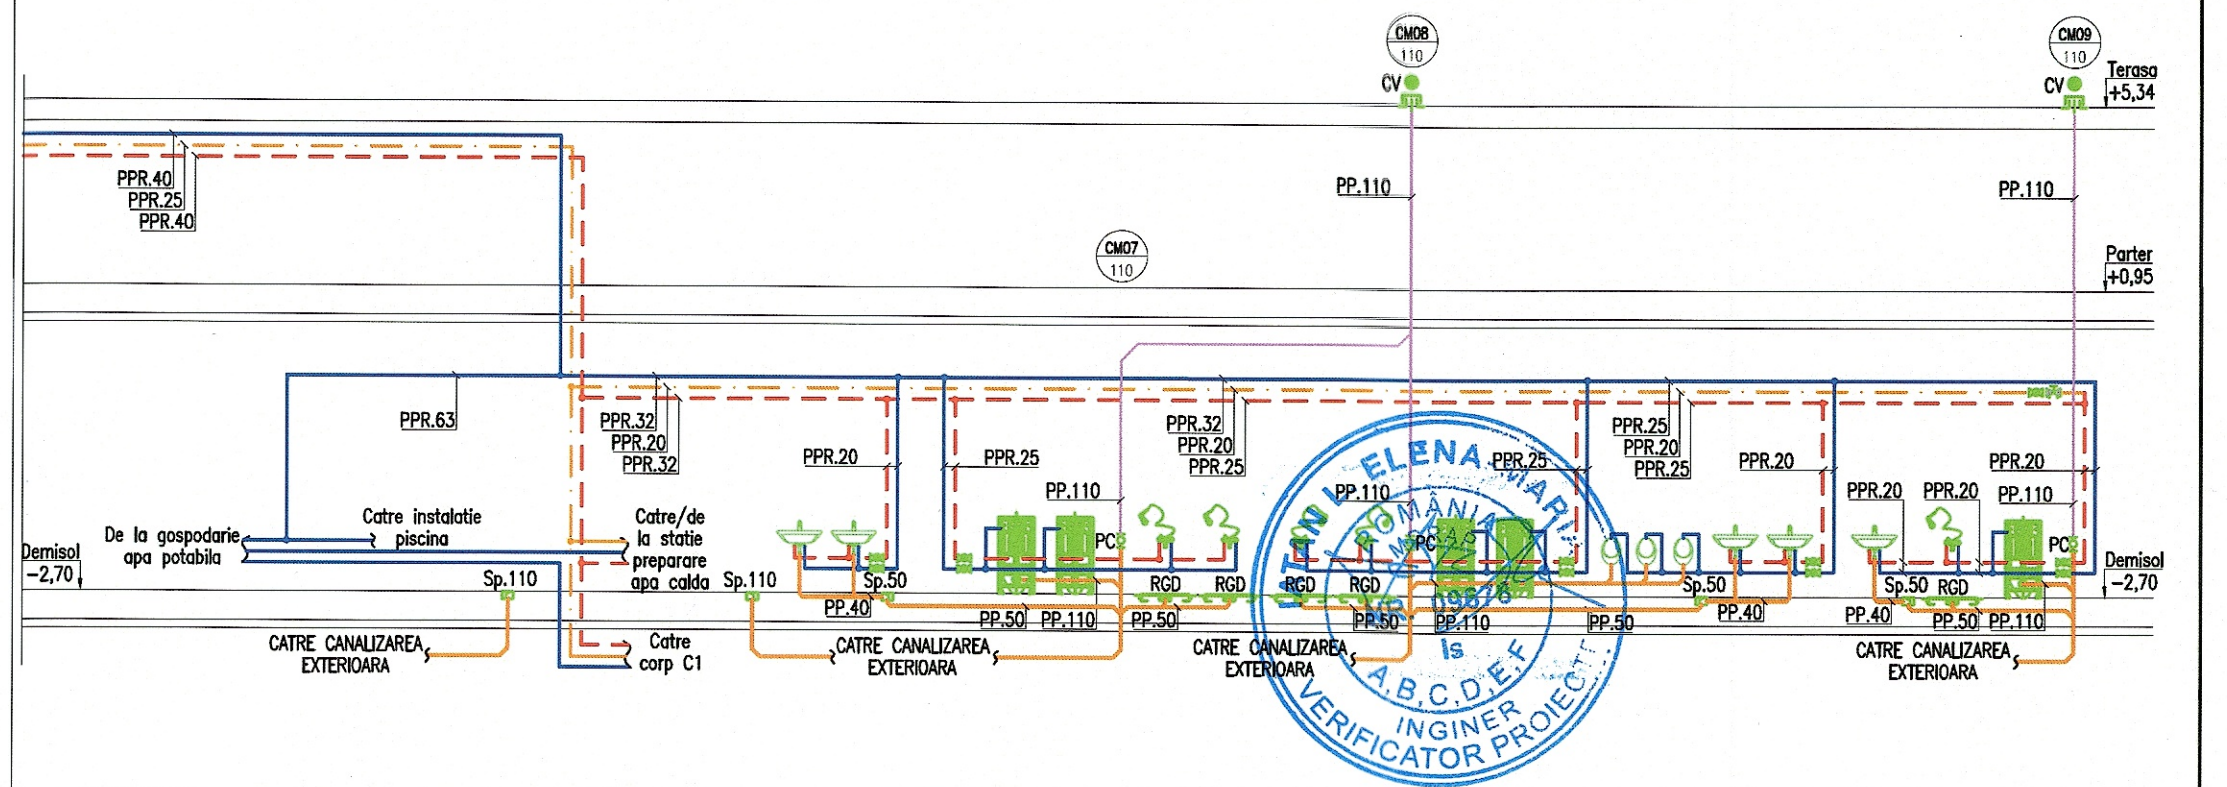 CM08
110
CM09
110
CV
CV
Terasa
+5,34
PPR.40
PPR.25
PPR.40
PP.110
PP.110
CM07
110
Parter
+0,95
PPR.63
PPR.32
PPR.20
PPR.32
PPR.20
PPR.25
PPR.32
PPR.20
PPR.25
PPR.25
PPR.25
PPR.20
PPR.25
PPR.20
PPR.20
PP.110
PP.110
PPR.20
PPR.20
PP.110
De la gospodarie
apa potabila
Catre instalatie
piscina
Catre/de
la statie
preparare
apa calda
PC
PC
PC
Demisol
-2,70
Demisol
-2,70
Sp.110
Sp.110
Sp.50
RGD
RGD
RGD
RGD
Sp.50
Sp.50
RGD
PP.40
PP.50
PP.110
PP.50
PP.50
PP.110
PP.50
PP.40
PP.40
PP.50
PP.110
CATRE CANALIZAREA
EXTERIOARA
Catre
corp C1
CATRE CANALIZAREA
EXTERIOARA
CATRE CANALIZAREA
EXTERIOARA
CATRE CANALIZAREA
EXTERIOARA
ELENA-MARIA
ROMÂNIA
Is
A,B,C,D,E,F
INGINER
VERIFICATOR PROIECTE